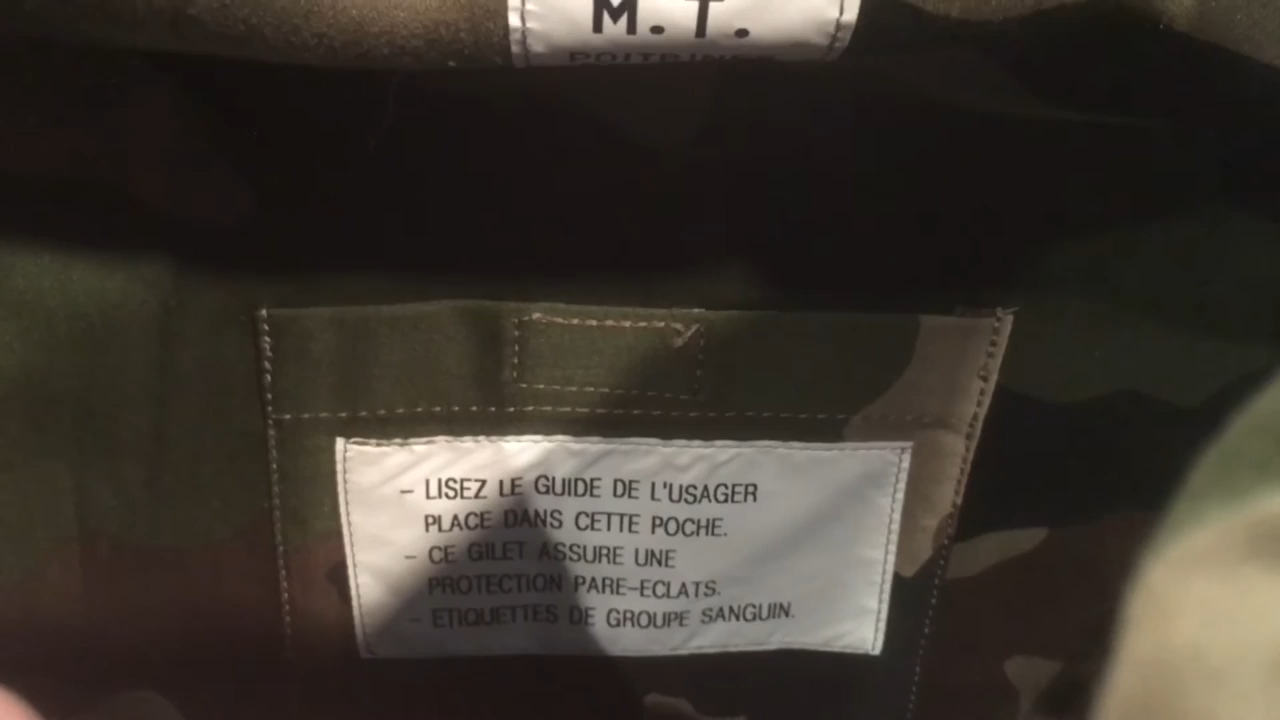 M.T.
POITRINE
– LISEZ LE GUIDE DE L'USAGER
PLACE DANS CETTE POCHE.
– CE GILET ASSURE UNE
PROTECTION PARE–ECLATS.
– ETIQUETTES DE GROUPE SANGUIN.